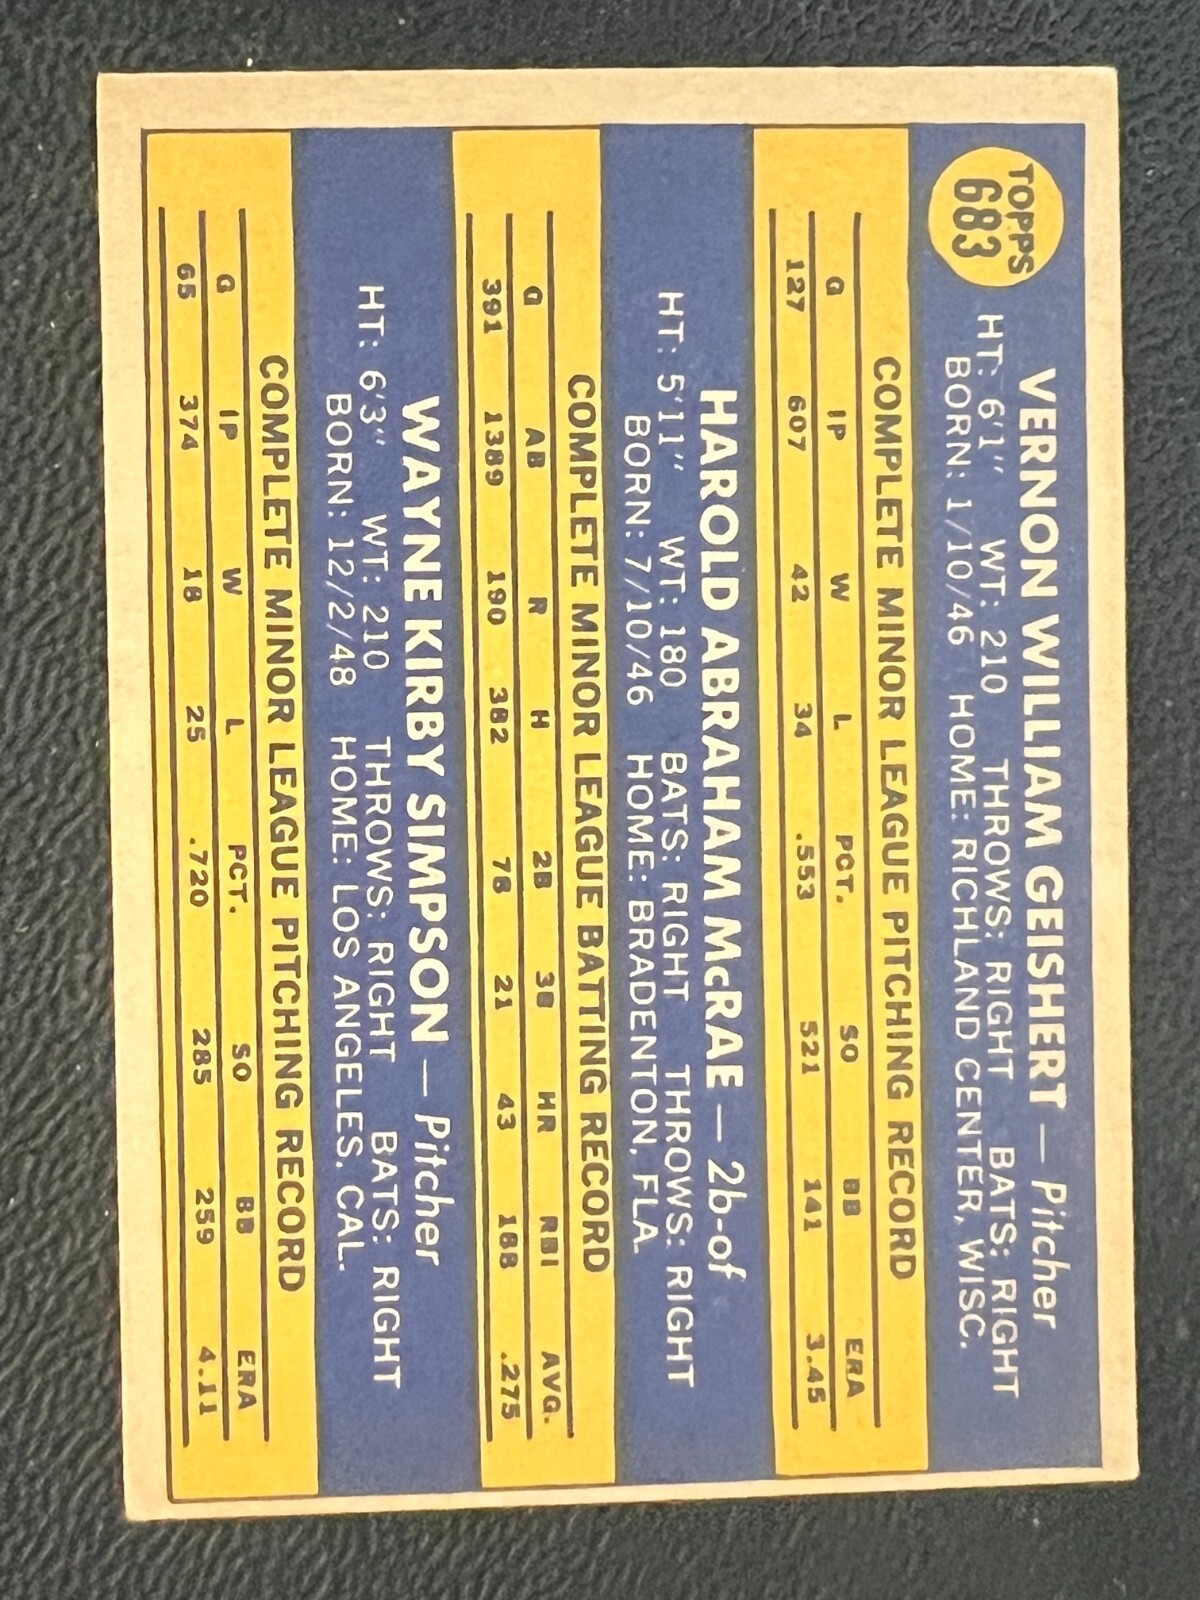 TOPPS
683
VERNON WILLIAM GEISHERT — Pitcher
HT: 6'1" WT: 210 THROWS: RIGHT BATS: RIGHT
BORN: 1/10/46 HOME: RICHLAND CENTER, WISC.
COMPLETE MINOR LEAGUE PITCHING RECORD
G IP W L PCT. SO BB ERA
127 607 42 34 .553 521 141 3.45
HAROLD ABRAHAM McRAE — 2b-of
HT: 5'11" WT: 180 BATS: RIGHT THROWS: RIGHT
BORN: 7/10/46 HOME: BRADENTON, FLA.
COMPLETE MINOR LEAGUE BATTING RECORD
G AB R H 2B 3B HR RBI AVG.
391 1389 190 382 78 21 43 188 .275
WAYNE KIRBY SIMPSON — Pitcher
HT: 6'3" WT: 210 THROWS: RIGHT BATS: RIGHT
BORN: 12/2/48 HOME: LOS ANGELES. CAL.
COMPLETE MINOR LEAGUE PITCHING RECORD
G IP W L PCT. SO BB ERA
65 374 18 25 .720 285 259 4.11